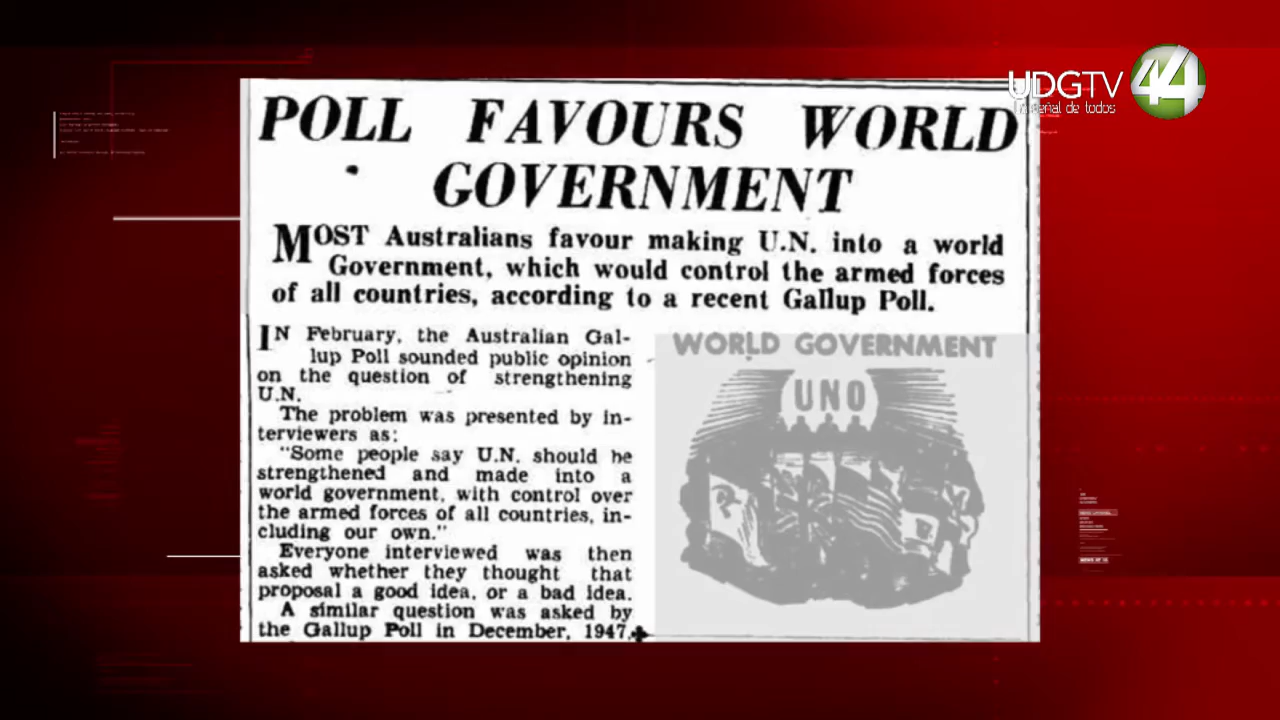 UDGTV 44
La señal de todos
POLL FAVOURS WORLD
GOVERNMENT
MOST Australians favour making U.N. into a world
Government, which would control the armed forces
of all countries, according to a recent Gallup Poll.
IN February, the Australian Gal-
lup Poll sounded public opinion
on the question of strengthening
U.N.
The problem was presented by in-
terviewers as:
"Some people say U.N. should be
strengthened and made into a
world government, with control over
the armed forces of all countries, in-
cluding our own."
Everyone interviewed was then
asked whether they thought that
proposal a good idea, or a bad idea.
A similar question was asked by
the Gallup Poll in December, 1947.
WORLD GOVERNMENT
UNO